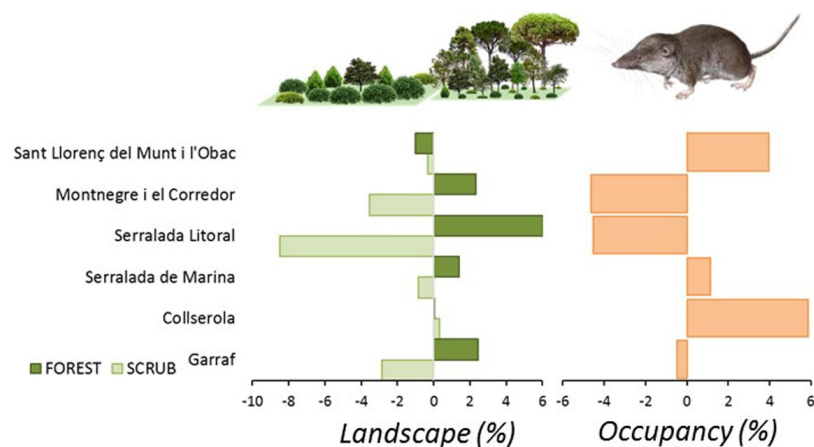 Sant Llorenç del Munt i l'Obac
Montnegre i el Corredor
Serralada Litoral
Serralada de Marina
Collserola
Garraf
FOREST SCRUB
-10 -8 -6 -4 -2 0 2 4 6
-6 -4 -2 0 2 4 6
Landscape (%) Occupancy (%)